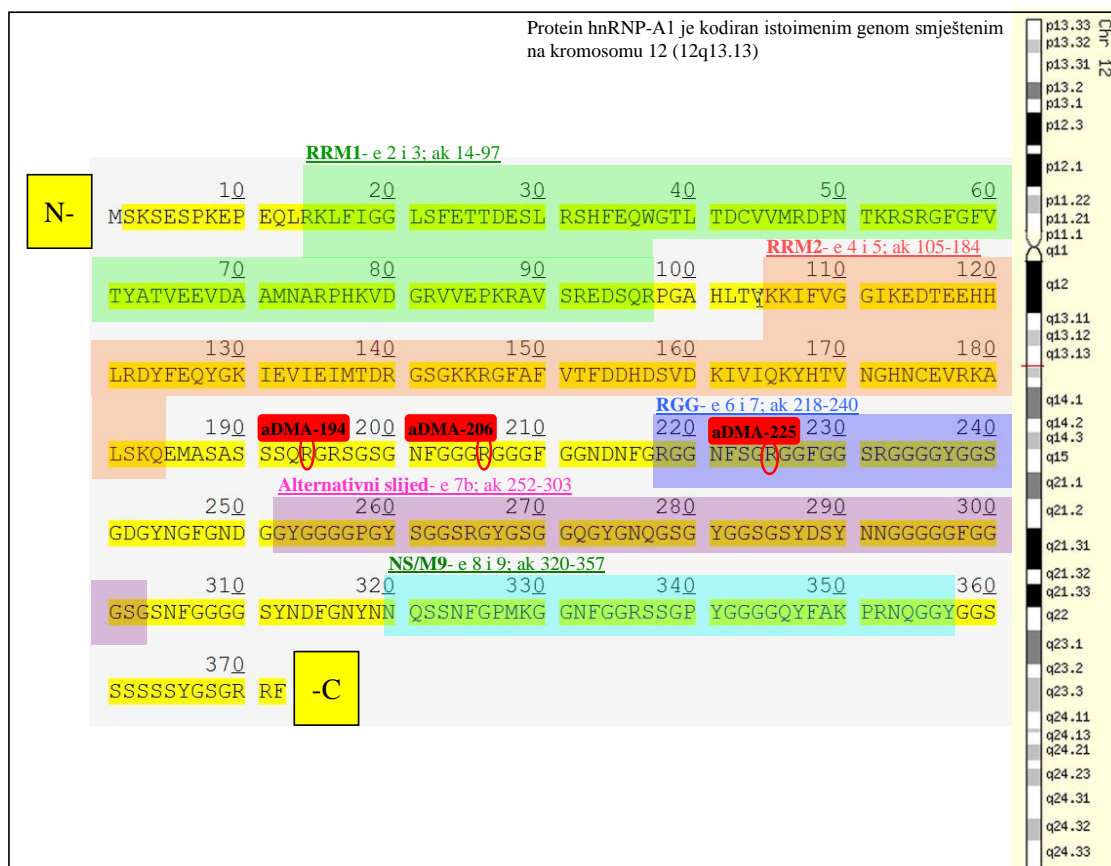 Protein hnRNP-A1 je kodiran istoimenim genom smještenim
na kromosomu 12 (12q13.13)
RRM1- e 2 i 3; ak 14-97
10 20 30 40 50 60
N-
MSKSESPKEP EQLRKLFIGG LSFETTDESL RSHFEQWGTL TDCVVMRDPN TKRSRGFGFV
RRM2- e 4 i 5; ak 105-184
70 80 90 100 110 120
TYATVEEVDA AMNARPHKVD GRVVEPKRAV SREDSQRPGA HLTVKKIFVG GIKEDTEEHH
130 140 150 160 170 180
LRDYFEQYGK IEVIEIMTDR GSGKKRGFAF VTFDDHDSVD KIVIQKYHTV NGHNCEVRKA
RGG- e 6 i 7; ak 218-240
190 aDMA-194 200 aDMA-206 210 220 aDMA-225 230 240
LSKQEMASAS SSQRGRSGSG NFGGGRGGGF GGNDNFGRGG NFSGRGGFGG SRGGGGYGGS
Alternativni slijed- e 7b; ak 252-303
250 260 270 280 290 300
GDGYNGFGND GGYGGGGPGY SGGSRGYGSG GQGYGNQGSG YGGSGSYDSY NNGGGGGFGG
NS/M9- e 8 i 9; ak 320-357
310 320 330 340 350 360
GSGSNFGGGG SYNDFGNYNN QSSNFGPMKG GNFGGRSSGP YGGGGQYFAK PRNQGGYGGS
370
SSSSSYGSGR RF
-C
Chr 12
p13.33
p13.32
p13.31
p13.2
p13.1
p12.3
p12.1
p11.22
p11.21
p11.1
q11
q12
q13.11
q13.12
q13.13
q14.1
q14.2
q14.3
q15
q21.1
q21.2
q21.31
q21.32
q21.33
q22
q23.1
q23.2
q23.3
q24.11
q24.13
q24.21
q24.23
q24.31
q24.32
q24.33